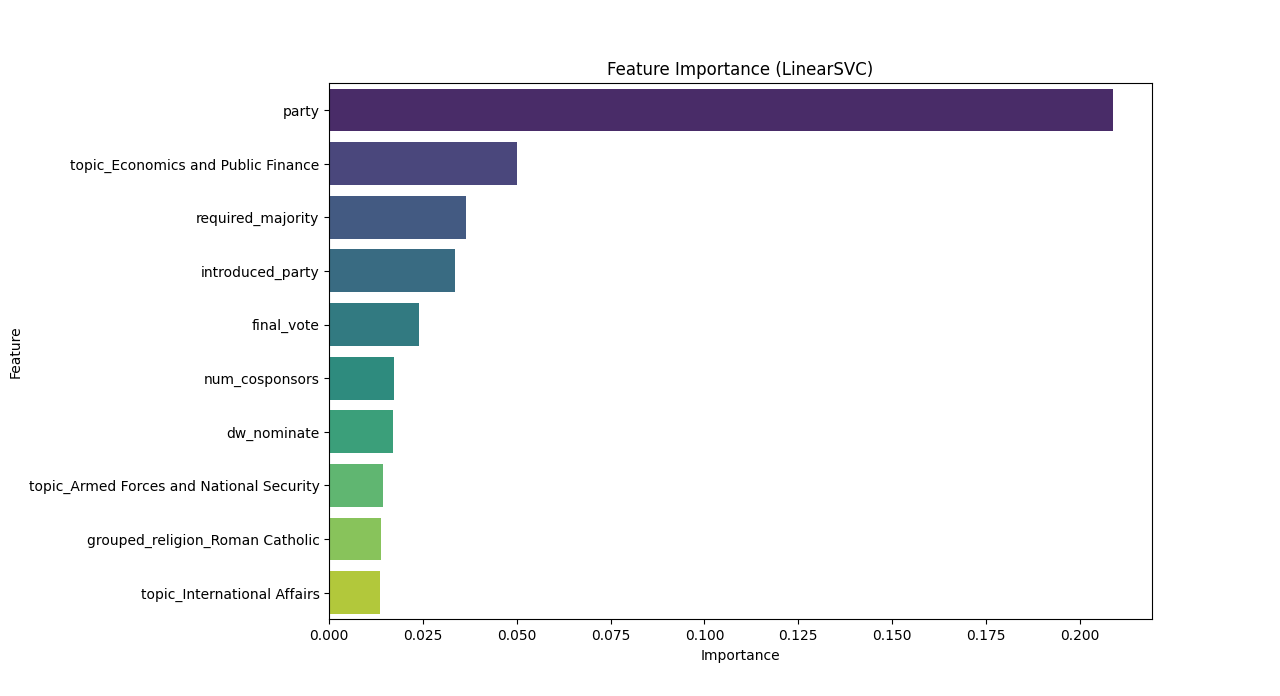 Feature Importance (LinearSVC)
party
topic_Economics and Public Finance
required_majority
introduced_party
final_vote
num_cosponsors
dw_nominate
topic_Armed Forces and National Security
grouped_religion_Roman Catholic
topic_International Affairs
Feature
0.000 0.025 0.050 0.075 0.100 0.125 0.150 0.175 0.200
Importance